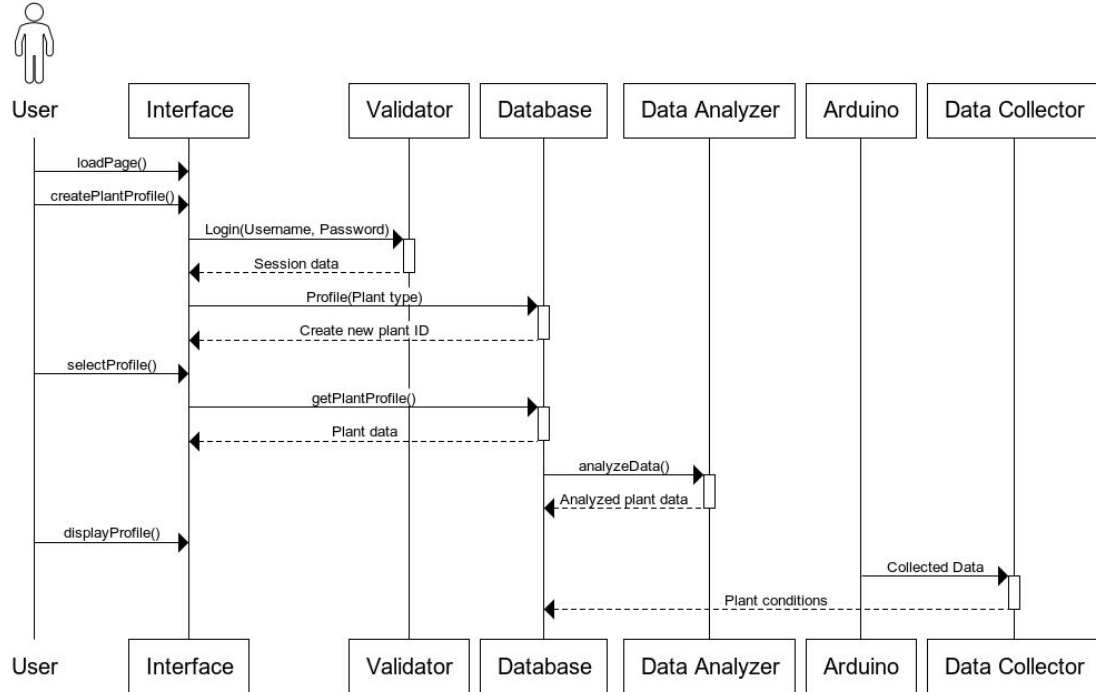 User
Interface
Validator
Database
Data Analyzer
Arduino
Data Collector
loadPage()
createPlantProfile()
Login(Username, Password)
Session data
Profile(Plant type)
Create new plant ID
selectProfile()
getPlantProfile()
Plant data
analyzeData()
Analyzed plant data
displayProfile()
Collected Data
Plant conditions
User
Interface
Validator
Database
Data Analyzer
Arduino
Data Collector